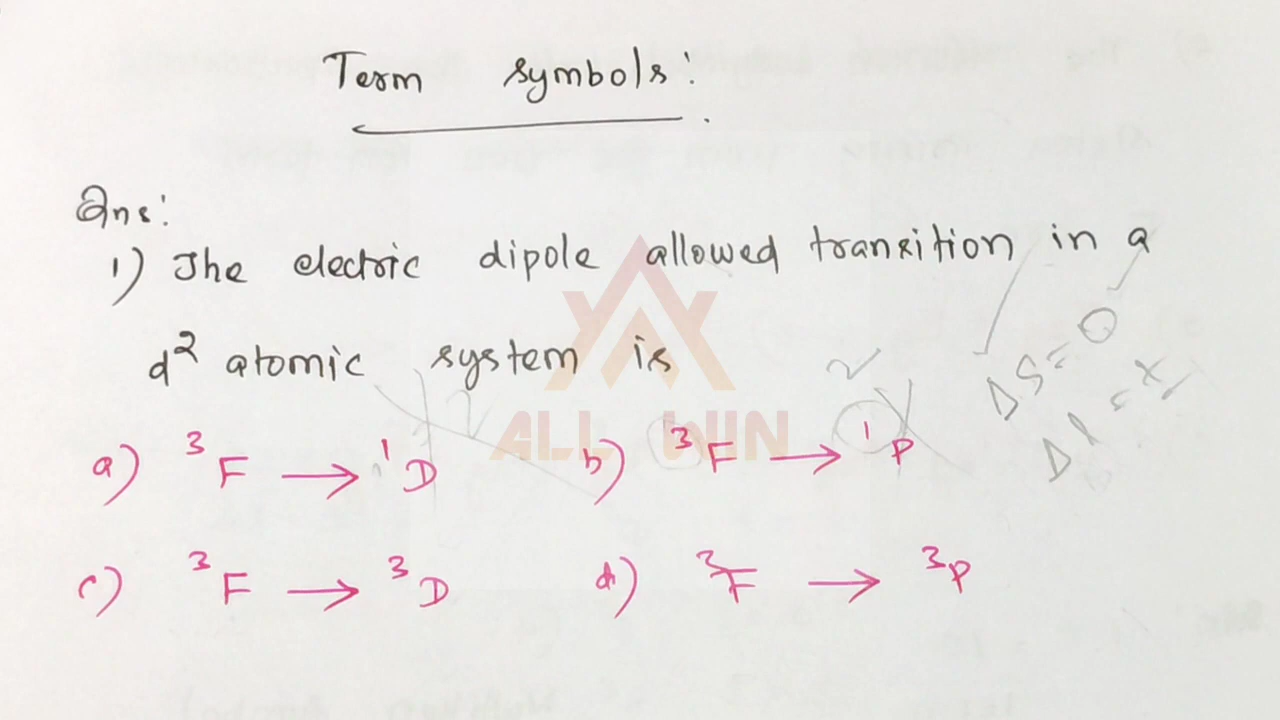 Term symbols:
Qns:
1) The electric dipole allowed transition in a
d² atomic system is
ΔS = 0
Δl = ±1
ALL WIN
a) ³F → ¹D b) ³F → ¹P
c) ³F → ³D d) ³F → ³P